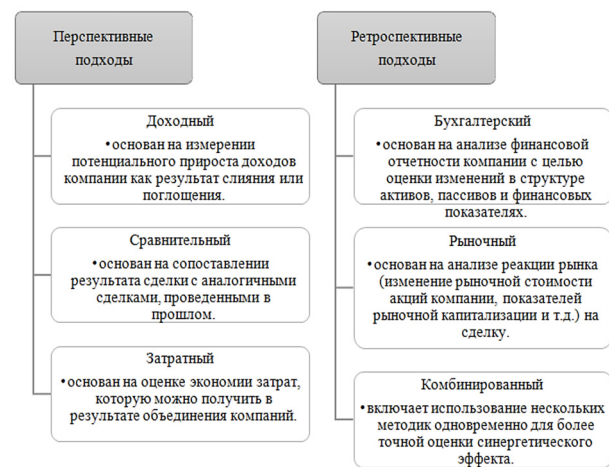 Перспективные
подходы
Доходный
•основан на измерении
потенциального прироста доходов
компании как результат слияния или
поглощения.
Сравнительный
•основан на сопоставлении
результата сделки с аналогичными
сделками, проведенными в
прошлом.
Затратный
•основан на оценке экономии затрат,
которую можно получить в
результате объединения компаний.
Ретроспективные
подходы
Бухгалтерский
•основан на анализе финансовой
отчетности компании с целью
оценки изменений в структуре
активов, пассивов и финансовых
показателях.
Рыночный
•основан на анализе реакции рынка
(изменение рыночной стоимости
акций компании, показателей
рыночной капитализации и т.д.) на
сделку.
Комбинированный
•включает использование нескольких
методик одновременно для более
точной оценки синергетического
эффекта.